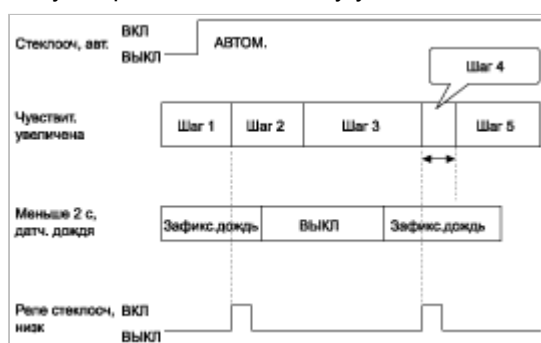 ВКЛ
Стеклооч, авт.
ВЫКЛ
АВТОМ.
Шаг 4
Чувствит.
увеличена
Шаг 1 Шаг 2 Шаг 3 Шаг 5
Меньше 2 с,
датч. дождя
Зафикс.дождь ВЫКЛ Зафикс.дождь
Реле стеклооч,
низк
ВКЛ
ВЫКЛ